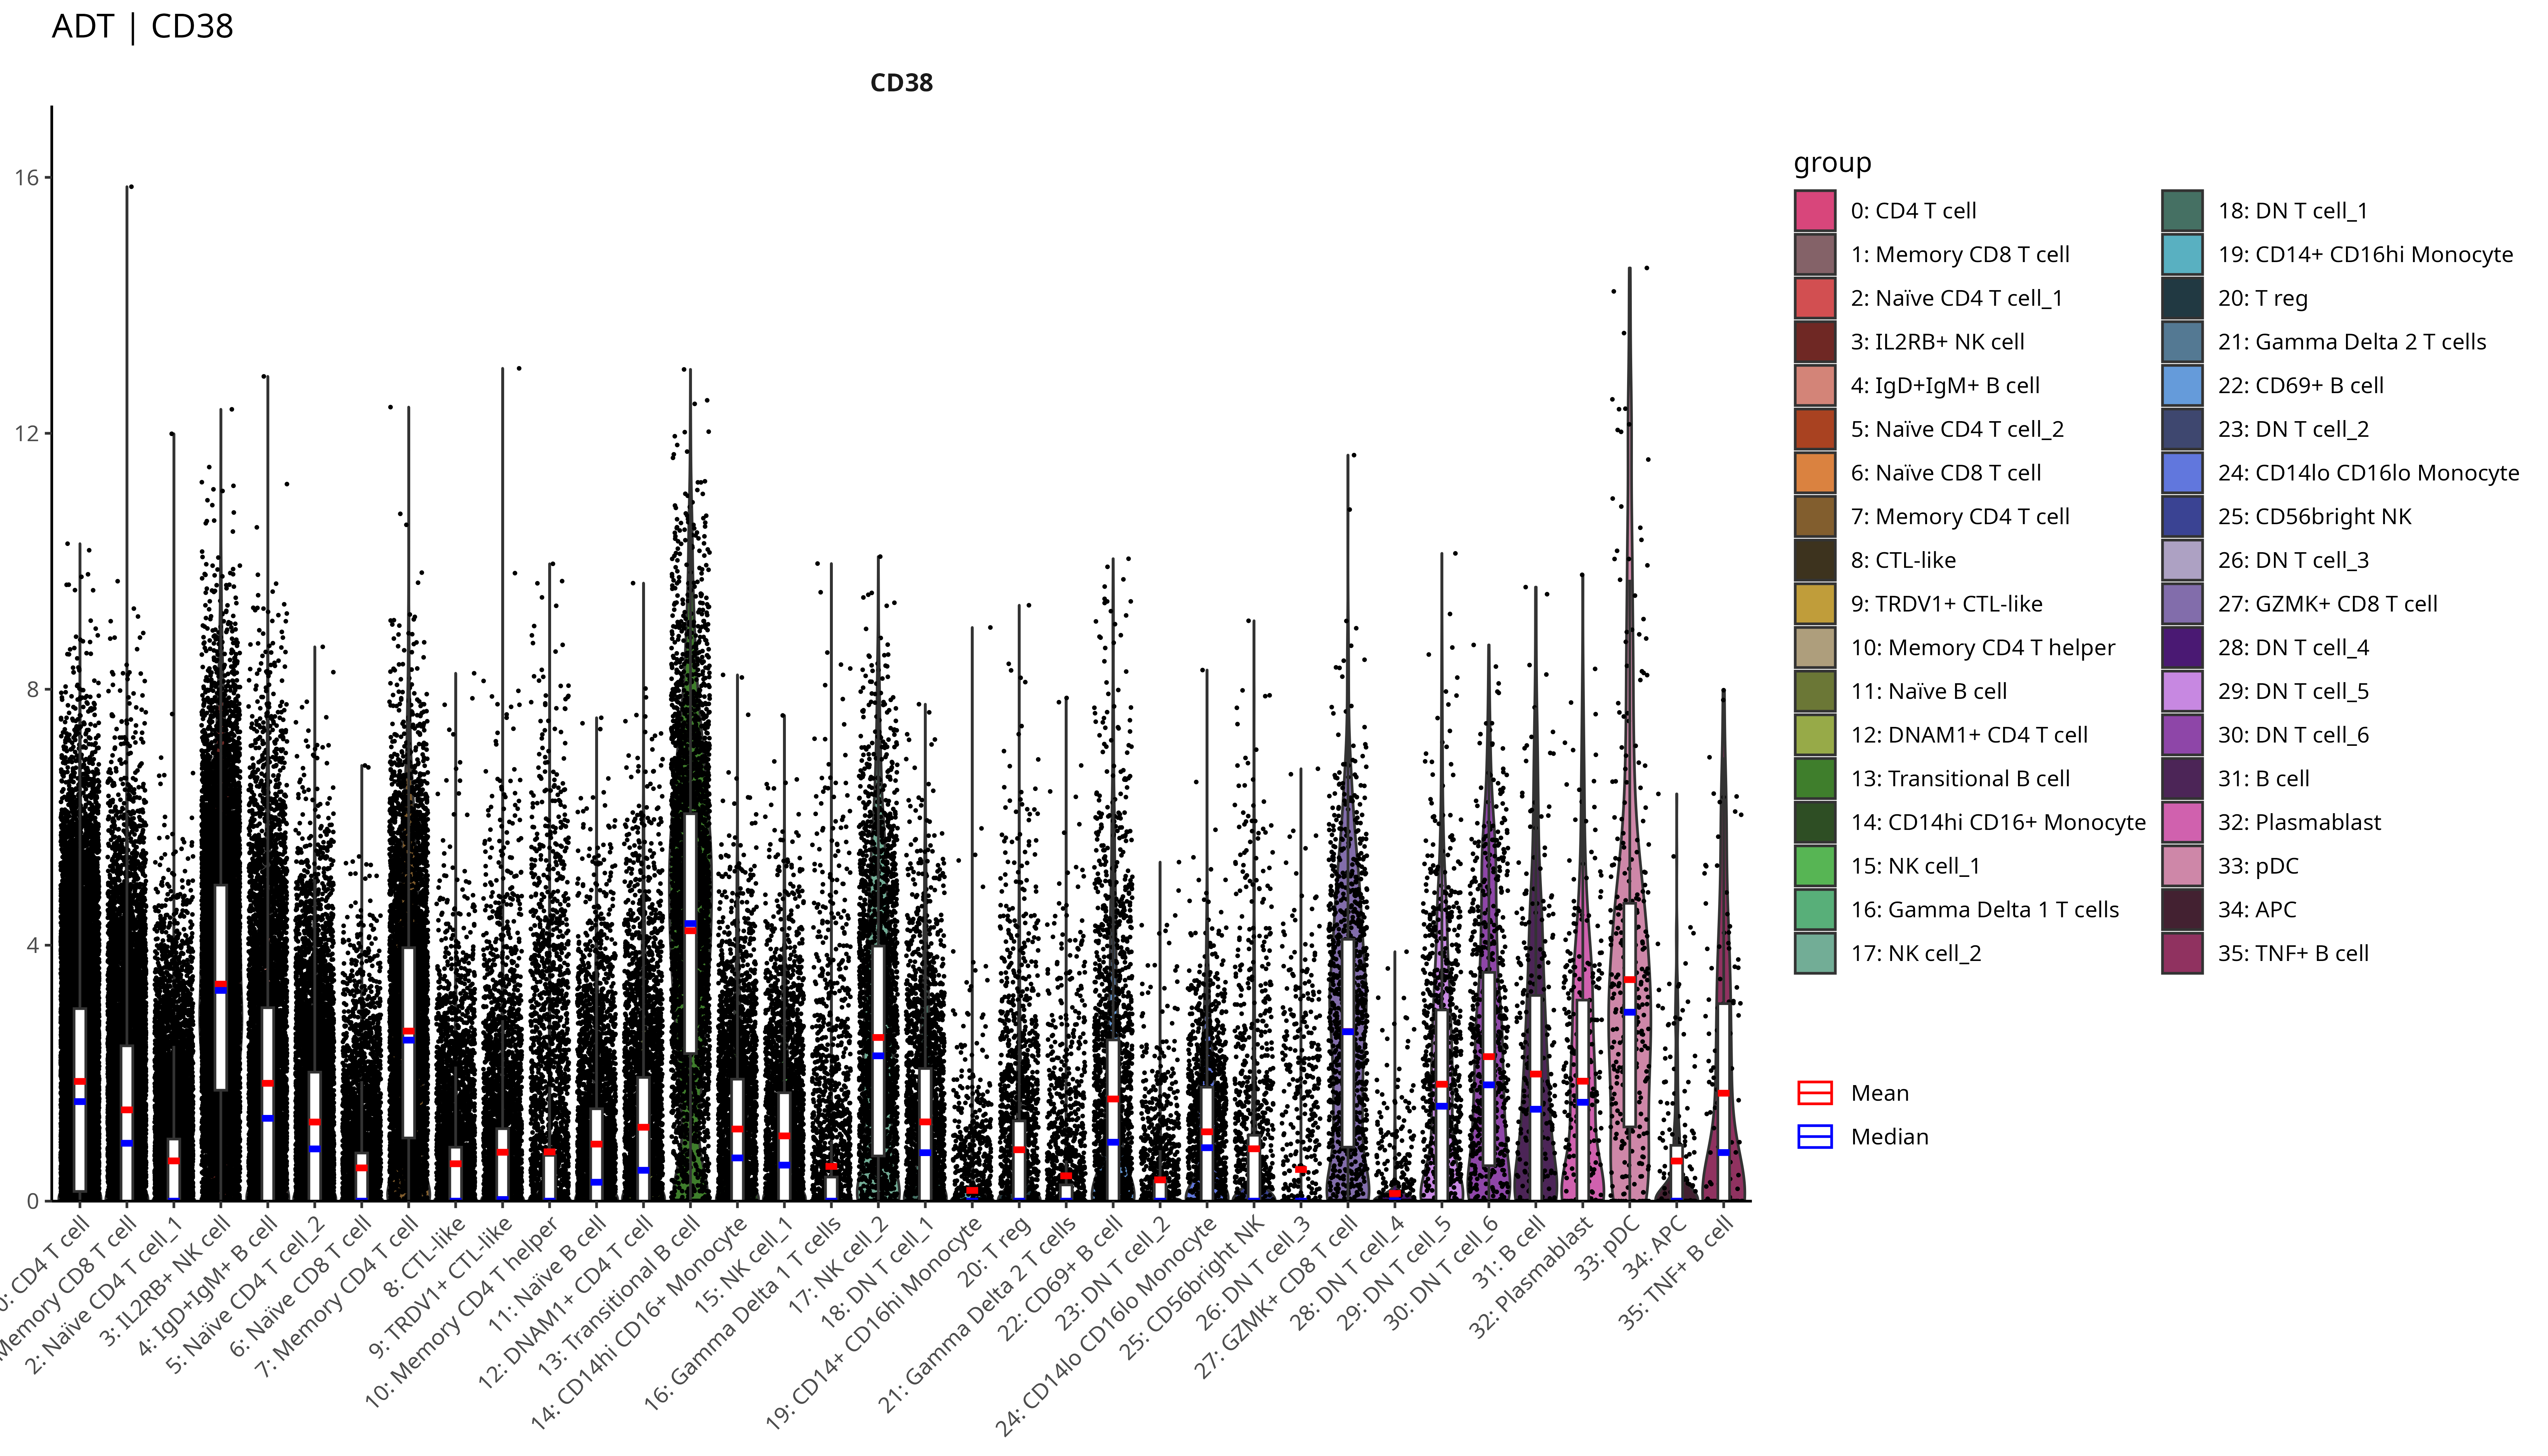 ADT | CD38
CD38
16
12
8
4
0
0: CD4 T cell
Memory CD8 T cell
2: Naïve CD4 T cell_1
3: IL2RB+ NK cell
4: IgD+IgM+ B cell
5: Naïve CD4 T cell_2
6: Naïve CD8 T cell
7: Memory CD4 T cell
8: CTL-like
9: TRDV1+ CTL-like
10: Memory CD4 T helper
11: Naïve B cell
12: DNAM1+ CD4 T cell
13: Transitional B cell
14: CD14hi CD16+ Monocyte
15: NK cell_1
16: Gamma Delta 1 T cells
17: NK cell_2
18: DN T cell_1
19: CD14+ CD16hi Monocyte
20: T reg
21: Gamma Delta 2 T cells
22: CD69+ B cell
23: DN T cell_2
24: CD14lo CD16lo Monocyte
25: CD56bright NK
26: DN T cell_3
27: GZMK+ CD8 T cell
28: DN T cell_4
29: DN T cell_5
30: DN T cell_6
31: B cell
32: Plasmablast
33: pDC
34: APC
35: TNF+ B cell
group
0: CD4 T cell
1: Memory CD8 T cell
2: Naïve CD4 T cell_1
3: IL2RB+ NK cell
4: IgD+IgM+ B cell
5: Naïve CD4 T cell_2
6: Naïve CD8 T cell
7: Memory CD4 T cell
8: CTL-like
9: TRDV1+ CTL-like
10: Memory CD4 T helper
11: Naïve B cell
12: DNAM1+ CD4 T cell
13: Transitional B cell
14: CD14hi CD16+ Monocyte
15: NK cell_1
16: Gamma Delta 1 T cells
17: NK cell_2
18: DN T cell_1
19: CD14+ CD16hi Monocyte
20: T reg
21: Gamma Delta 2 T cells
22: CD69+ B cell
23: DN T cell_2
24: CD14lo CD16lo Monocyte
25: CD56bright NK
26: DN T cell_3
27: GZMK+ CD8 T cell
28: DN T cell_4
29: DN T cell_5
30: DN T cell_6
31: B cell
32: Plasmablast
33: pDC
34: APC
35: TNF+ B cell
Mean
Median